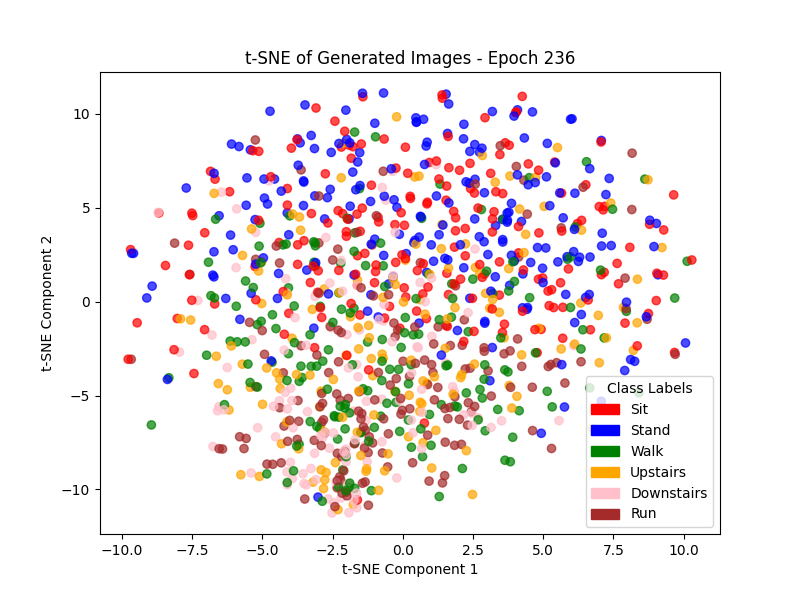 t-SNE of Generated Images - Epoch 236
t-SNE Component 2
10
5
0
−5
−10
−10.0
−7.5
−5.0
−2.5
0.0
2.5
5.0
7.5
10.0
t-SNE Component 1
Class Labels
Sit
Stand
Walk
Upstairs
Downstairs
Run